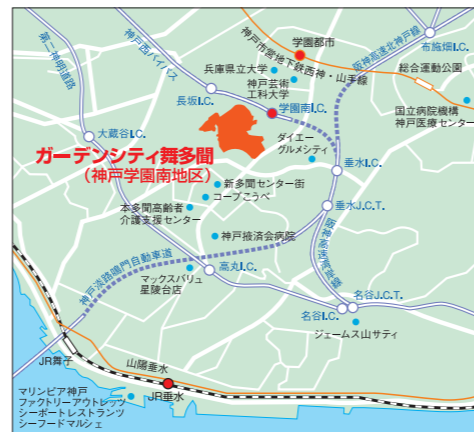 第二神明道路
神戸西バイパス
学園都市
神戸市営地下鉄西神・山手線
兵庫県立大学
神戸芸術
工科大学
阪神高速北神戸線
布施畑I.C.
総合運動公園
国立病院機構
神戸医療センター
長坂I.C.
学園南I.C.
大蔵谷I.C.
ガーデンシティ舞多聞
(神戸学園南地区)
ダイエー
グルメシティ
垂水I.C.
新多聞センター街
コープこうべ
本多聞高齢者
介護支援センター
垂水J.C.T.
神戸掖済会病院
神戸淡路鳴門自動車道
高丸I.C.
マックスバリュ
星陵台店
名谷J.C.T.
名谷I.C.
ジェームス山サティ
JR舞子
山陽垂水
JR垂水
マリンピア神戸
ファクトリーアウトレッツ
シーポートレストランツ
シーフードマルシェ